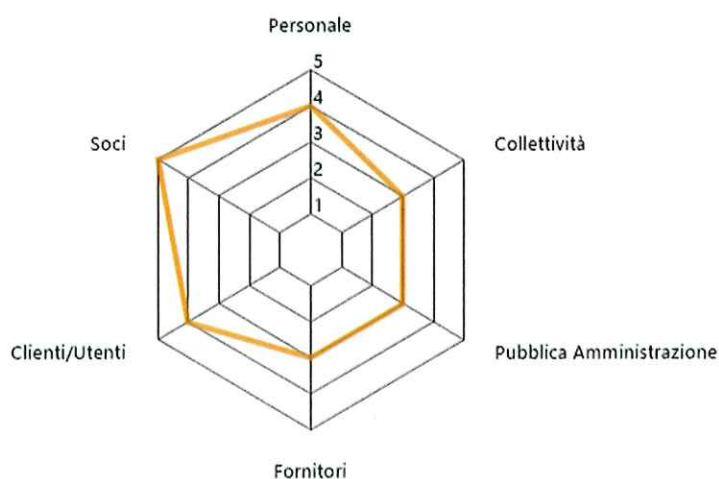 Personale
5
4
3
2
1
Soci
Collettività
Clienti/Utenti
Pubblica Amministrazione
Fornitori